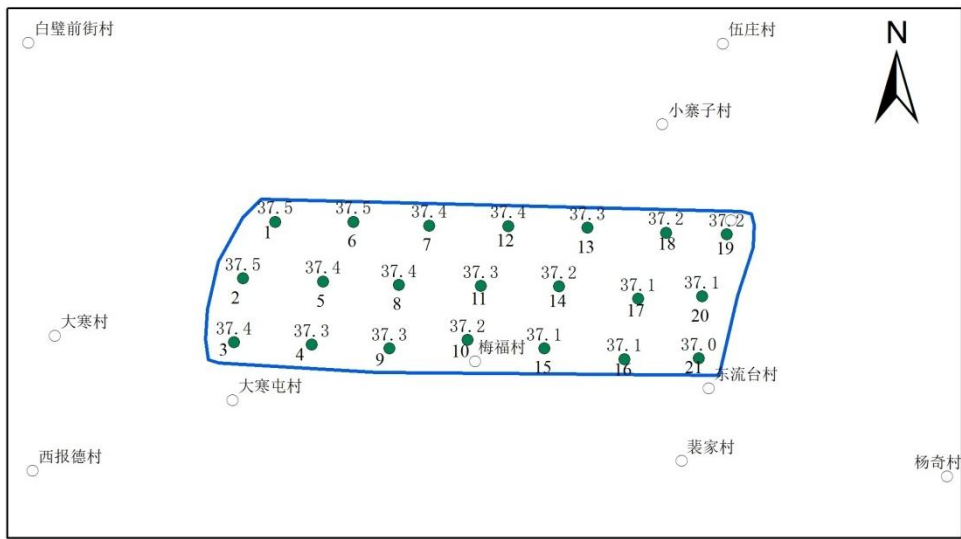 白璧前街村
伍庄村
N
小寨子村
37.5 37.5 37.4 37.4 37.3 37.2 37.2
1 6 7 12 13 18 19
37.5 37.4 37.4 37.3 37.2 37.1 37.1
2 5 8 11 14 17 20
大寒村
37.4 37.3 37.3 37.2 37.1 37.1 37.0
3 4 9 10 梅福村 15 16 21
大寒屯村
东流台村
西报德村
裴家村
杨奇村